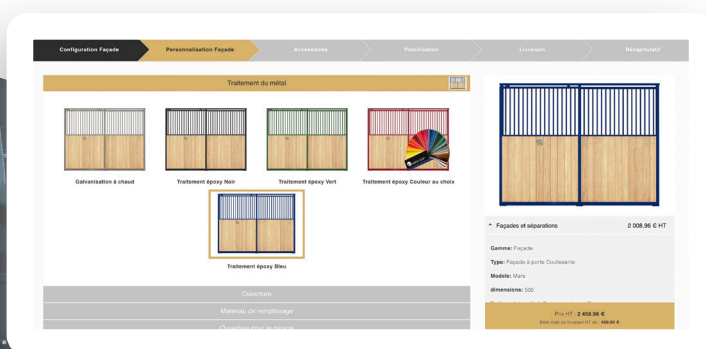 Configuration Façade
Personnalisation Façade
Accessoires
Planification
Livraison
Récapitulatif
Traitement du métal
Galvanisation à chaud
Traitement époxy Noir
Traitement époxy Vert
Traitement époxy Couleur au choix
Traitement époxy Bleu
Ouverture
Matériau de remplissage
Façades et séparations 2 008.96 € HT
Gamme: Façade
Type: Façade à porte Coulissante
Modele: Mars
dimensions: 300
Prix HT : 2 458.96 €